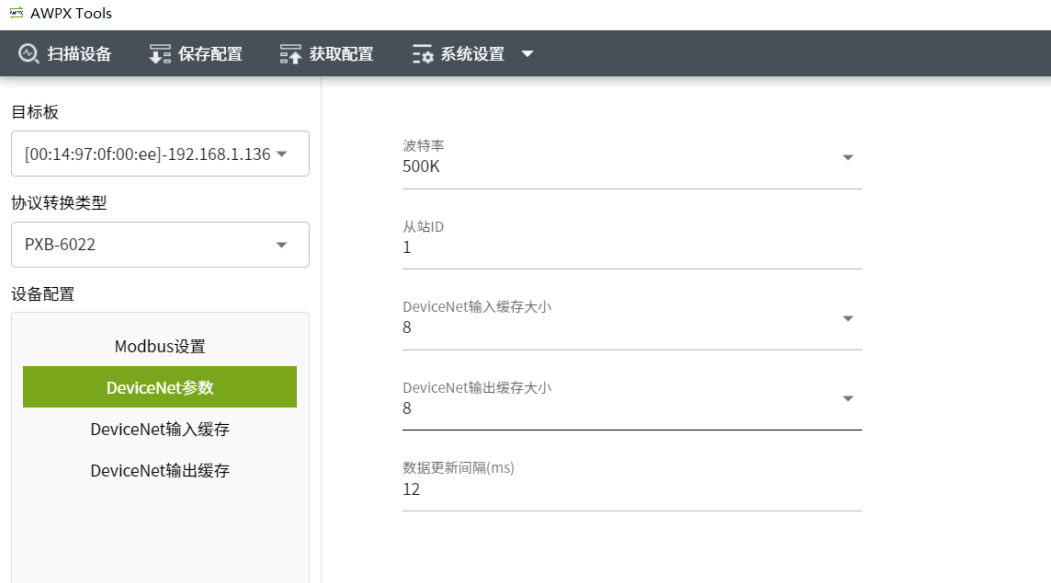 AWPX Tools
扫描设备 保存配置 获取配置 系统设置
目标板
[00:14:97:0f:00:ee]-192.168.1.136
协议转换类型
PXB-6022
设备配置
Modbus设置
DeviceNet参数
DeviceNet输入缓存
DeviceNet输出缓存
波特率
500K
从站ID
1
DeviceNet输入缓存大小
8
DeviceNet输出缓存大小
8
数据更新间隔(ms)
12